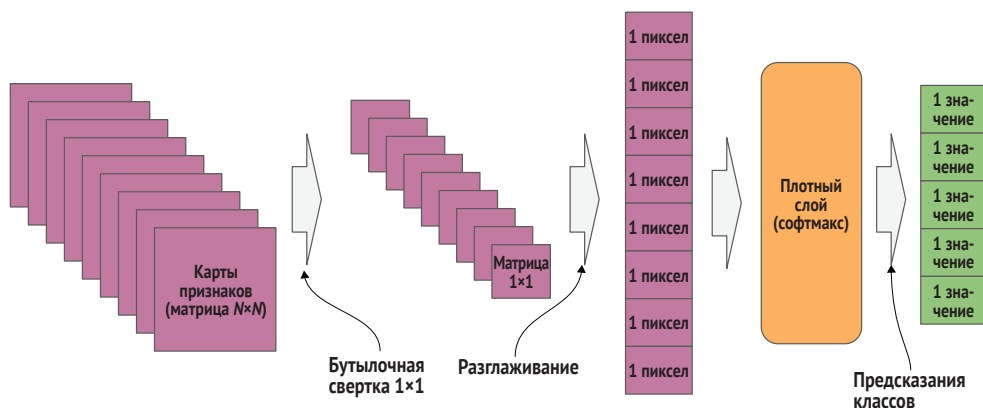 Карты
признаков
(матрица N×N)
Бутылочная
свертка 1×1
Матрица
1×1
Разглаживание
1 пиксел
1 пиксел
1 пиксел
1 пиксел
1 пиксел
1 пиксел
1 пиксел
1 пиксел
Плотный
слой
(софтмакс)
1 зна-
чение
1 зна-
чение
1 зна-
чение
1 зна-
чение
1 зна-
чение
Предсказания
классов